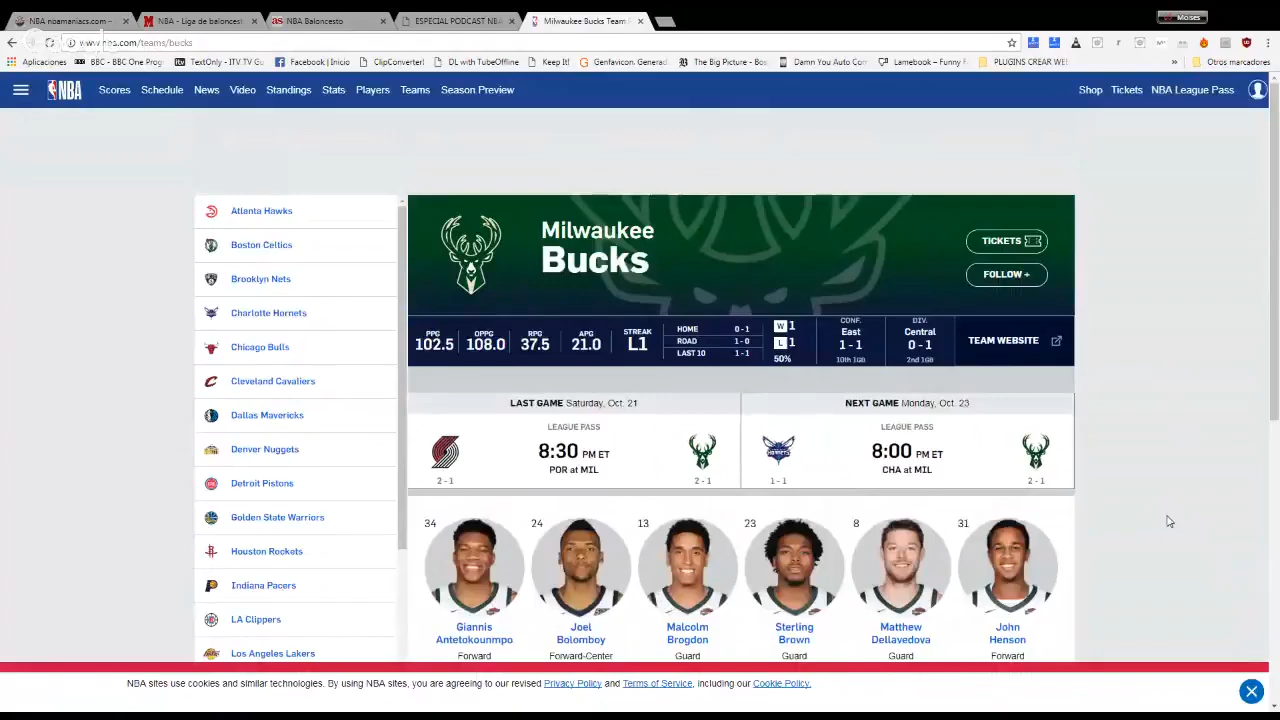 NBA nbamaniacs.com –
NBA - Liga de balonces
NBA Baloncesto
ESPECIAL PODCAST NBA
Milwaukee Bucks Team
Moises
nba.com/teams/bucks
Aplicaciones
BBC - BBC One Prog
TextOnly - ITV TV Gu
Facebook | Inicio
ClipConverter!
DL with TubeOffline
Keep It!
Genfavicon. Generad
The Big Picture - Bos
Damn You Auto Com
Lamebook – Funny F
PLUGINS CREAR WE
»
Otros marcadores
NBA
Scores
Schedule
News
Video
Standings
Stats
Players
Teams
Season Preview
Shop
Tickets
NBA League Pass
Atlanta Hawks
Boston Celtics
Brooklyn Nets
Charlotte Hornets
Chicago Bulls
Cleveland Cavaliers
Dallas Mavericks
Denver Nuggets
Detroit Pistons
Golden State Warriors
Houston Rockets
Indiana Pacers
LA Clippers
Los Angeles Lakers
Milwaukee
Bucks
TICKETS
FOLLOW +
PPG
102.5
OPPG
108.0
RPG
37.5
APG
21.0
STREAK
L1
HOME 0-1
ROAD 1-0
LAST 10 1-1
W 1
L 1
50%
CONF.
East
1 - 1
10th 1GB
DIV.
Central
0 - 1
2nd 1GB
TEAM WEBSITE
LAST GAME Saturday, Oct. 21
LEAGUE PASS
8:30 PM ET
POR at MIL
2 - 1
2 - 1
NEXT GAME Monday, Oct. 23
LEAGUE PASS
8:00 PM ET
CHA at MIL
1 - 1
2 - 1
34
Giannis
Antetokounmpo
Forward
24
Joel
Bolomboy
Forward-Center
13
Malcolm
Brogdon
Guard
23
Sterling
Brown
Guard
8
Matthew
Dellavedova
Guard
31
John
Henson
Forward
NBA sites use cookies and similar technologies. By using NBA sites, you are agreeing to our revised Privacy Policy and Terms of Service, including our Cookie Policy.